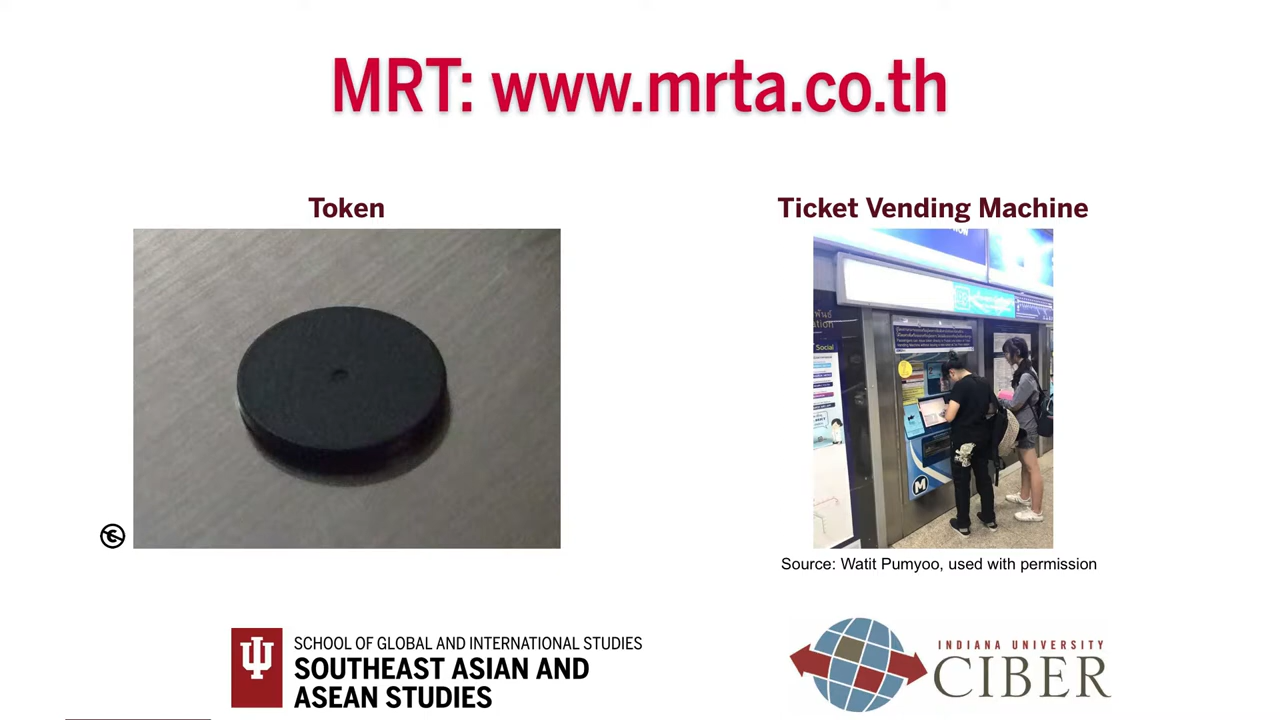 MRT: www.mrta.co.th
Token
Ticket Vending Machine
Social
M
Source: Watit Pumyoo, used with permission
SCHOOL OF GLOBAL AND INTERNATIONAL STUDIES
SOUTHEAST ASIAN AND
ASEAN STUDIES
INDIANA UNIVERSITY
CIBER